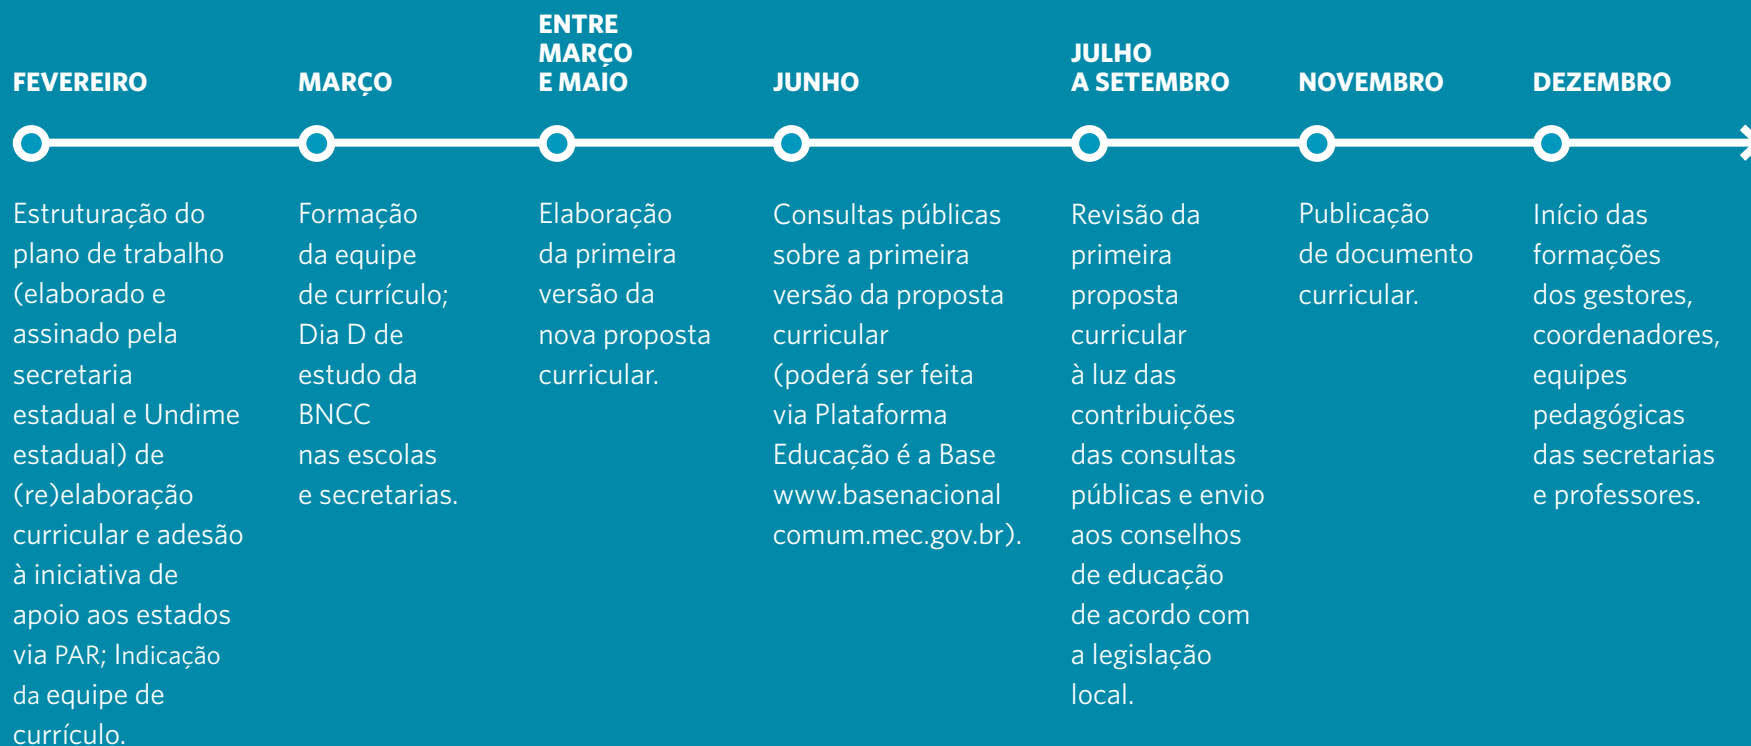 FEVEREIRO
Estruturação do
plano de trabalho
(elaborado e
assinado pela
secretaria
estadual e Undime
estadual) de
(re)elaboração
curricular e adesão
à iniciativa de
apoio aos estados
via PAR; Indicação
da equipe de
currículo.
MARÇO
Formação
da equipe
de currículo;
Dia D de
estudo da
BNCC
nas escolas
e secretarias.
ENTRE
MARÇO
E MAIO
Elaboração
da primeira
versão da
nova proposta
curricular.
JUNHO
Consultas públicas
sobre a primeira
versão da proposta
curricular
(poderá ser feita
via Plataforma
Educação é a Base
www.basenacional
comum.mec.gov.br).
JULHO
A SETEMBRO
Revisão da
primeira
proposta
curricular
à luz das
contribuições
das consultas
públicas e envio
aos conselhos
de educação
de acordo com
a legislação
local.
NOVEMBRO
Publicação
de documento
curricular.
DEZEMBRO
Início das
formações
dos gestores,
coordenadores,
equipes
pedagógicas
das secretarias
e professores.